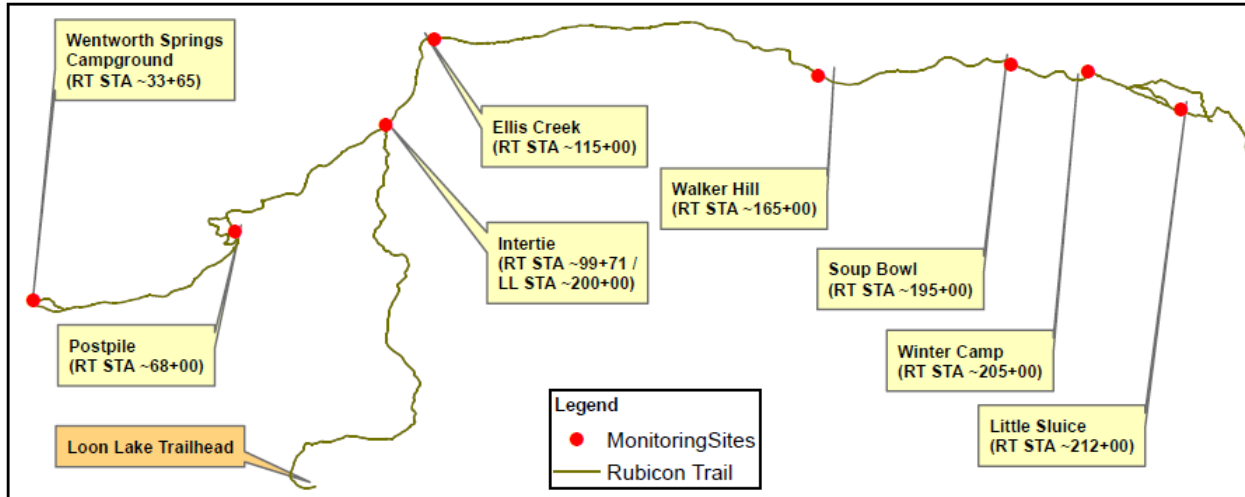 Wentworth Springs
Campground
(RT STA ~33+65)
Ellis Creek
(RT STA ~115+00)
Walker Hill
(RT STA ~165+00)
Intertie
(RT STA ~99+71 /
LL STA ~200+00)
Soup Bowl
(RT STA ~195+00)
Postpile
(RT STA ~68+00)
Winter Camp
(RT STA ~205+00)
Little Sluice
(RT STA ~212+00)
Loon Lake Trailhead
Legend
MonitoringSites
Rubicon Trail